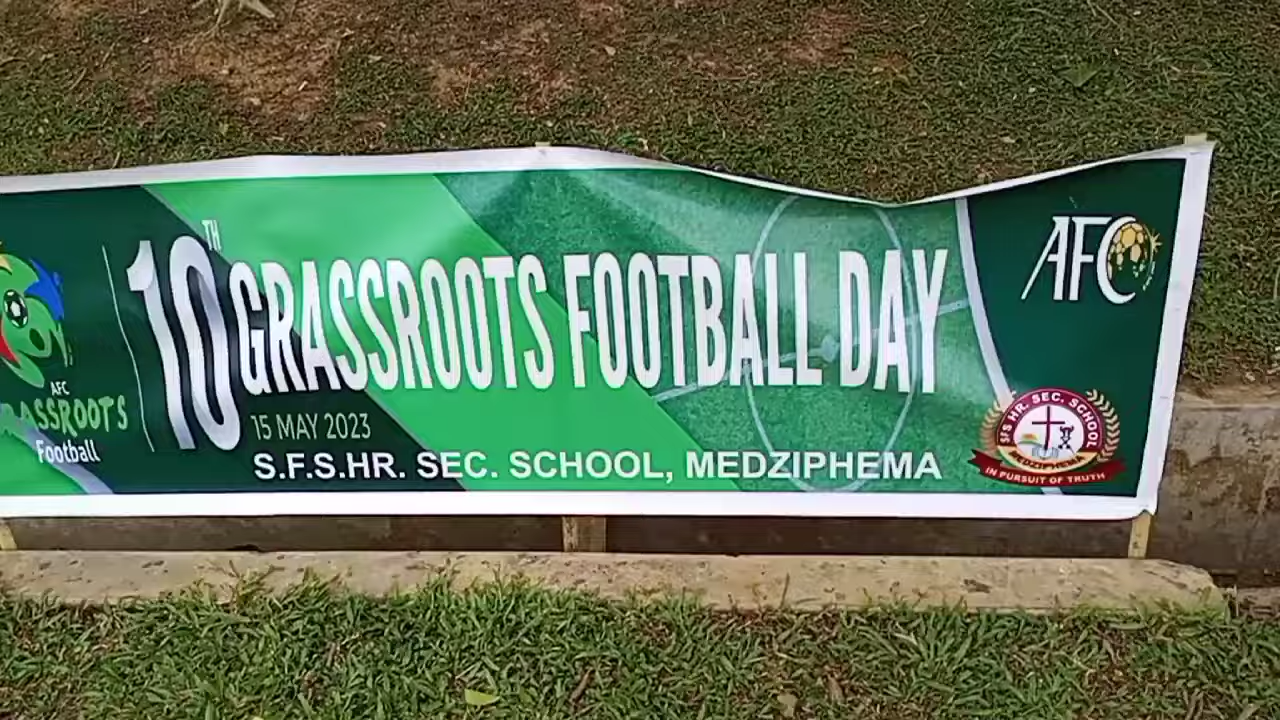 AFC
RASSROOTS
Football
10TH GRASSROOTS FOOTBALL DAY
15 MAY 2023
S.F.S.HR. SEC. SCHOOL, MEDZIPHEMA
AFC
SFS HR. SEC. SCHOOL
MEDZIPHEMA
IN PURSUIT OF TRUTH